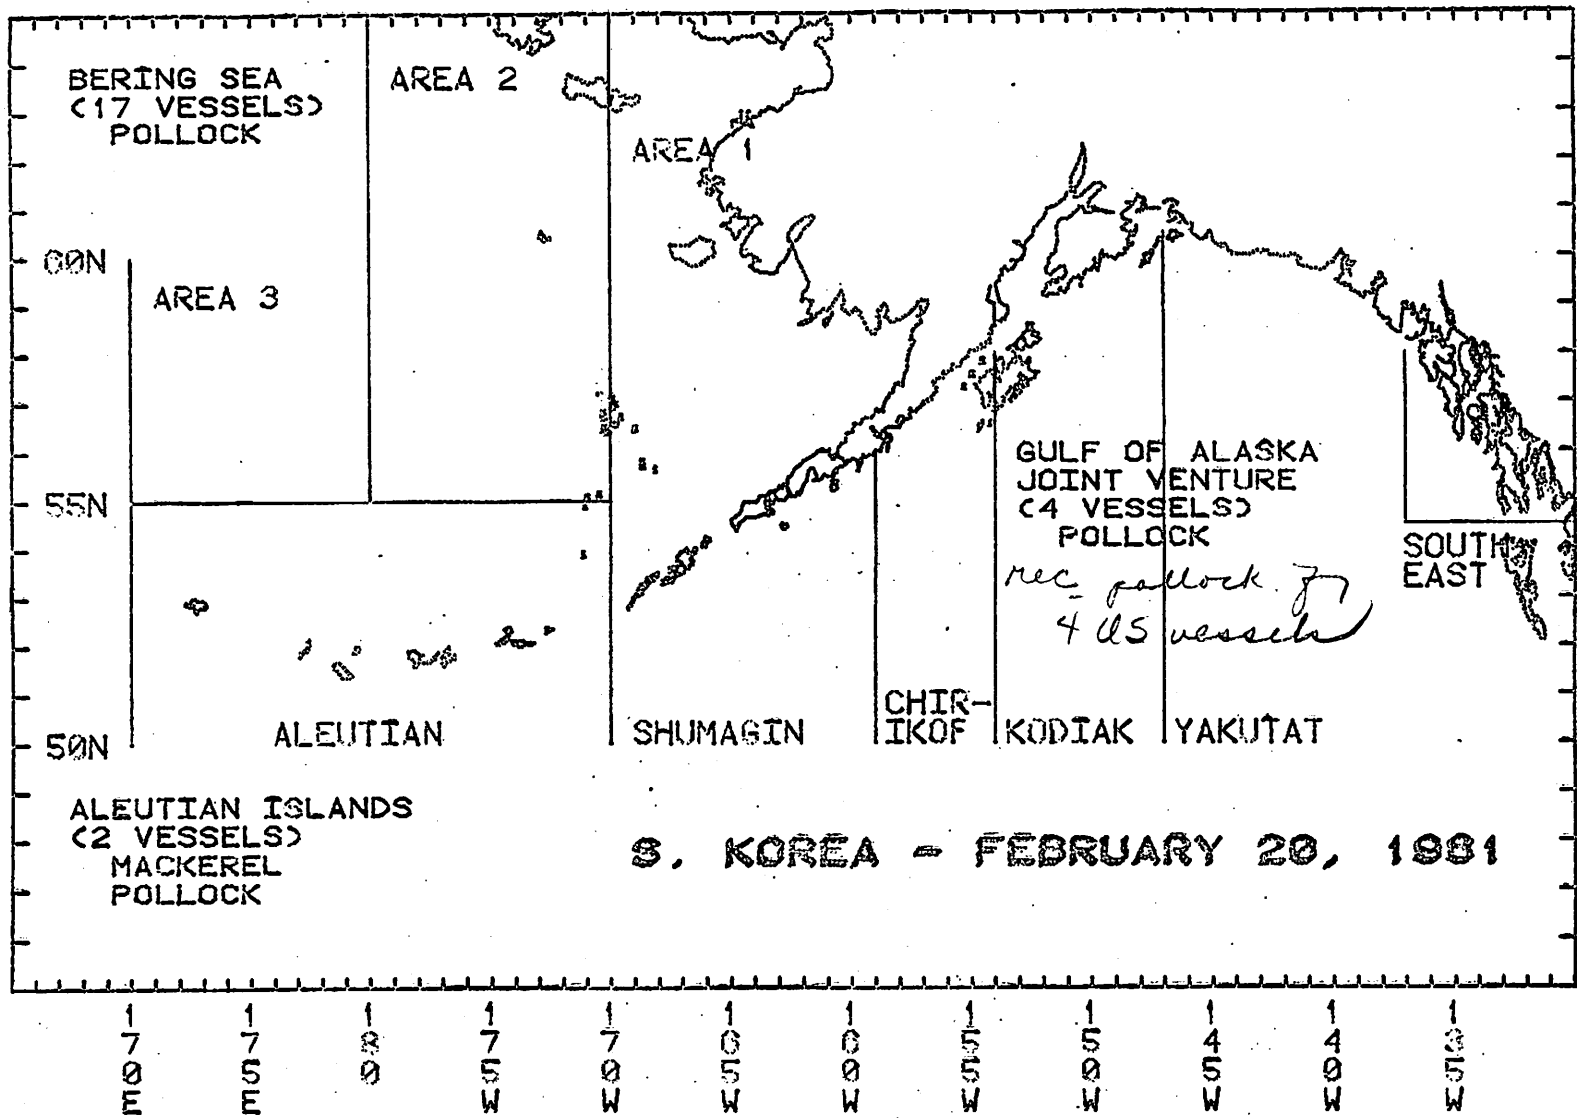 BERING SEA
(17 VESSELS)
POLLOCK
AREA 2
AREA 1
60N
AREA 3
55N
GULF OF ALASKA
JOINT VENTURE
(4 VESSELS)
POLLOCK
rec pollock
4 US vessels
SOUTH
EAST
50N
ALEUTIAN
SHUMAGIN
CHIR-
IKOF
KODIAK
YAKUTAT
ALEUTIAN ISLANDS
(2 VESSELS)
MACKEREL
POLLOCK
S. KOREA - FEBRUARY 20, 1981
170E
175E
180
175W
170W
165W
160W
155W
150W
145W
140W
135W